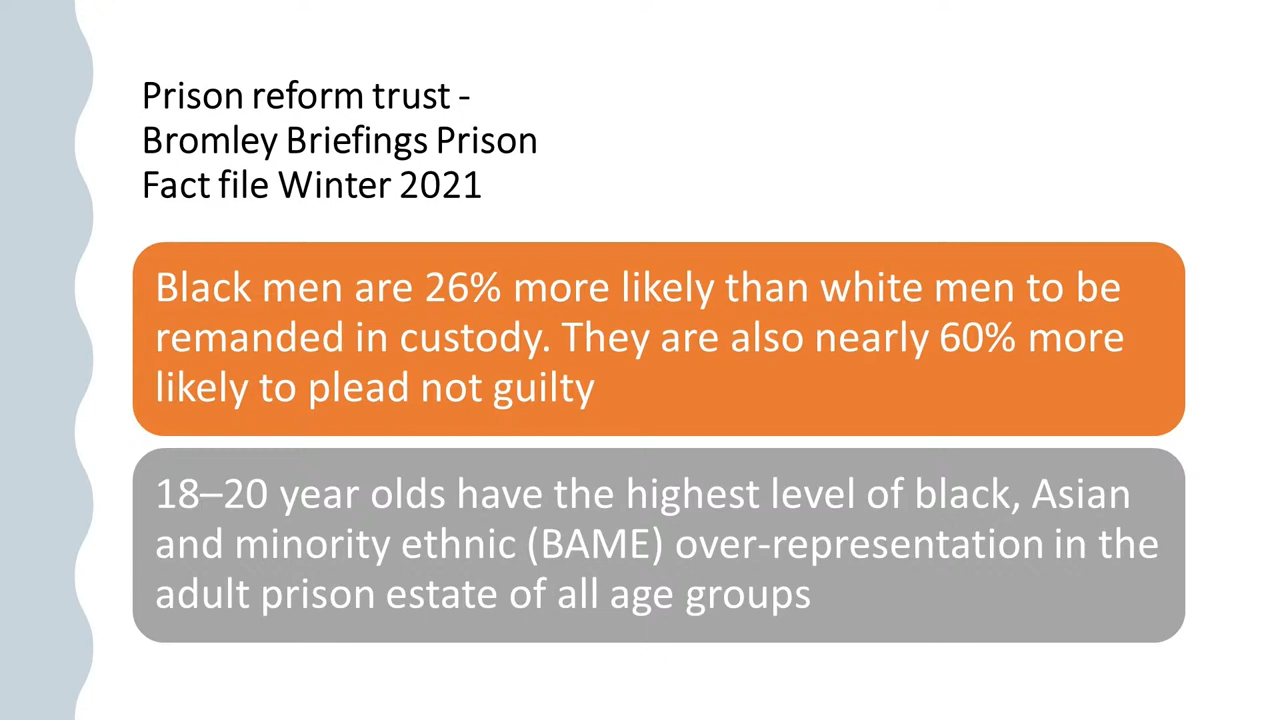 Prison reform trust -
Bromley Briefings Prison
Fact file Winter 2021
Black men are 26% more likely than white men to be
remanded in custody. They are also nearly 60% more
likely to plead not guilty
18–20 year olds have the highest level of black, Asian
and minority ethnic (BAME) over-representation in the
adult prison estate of all age groups